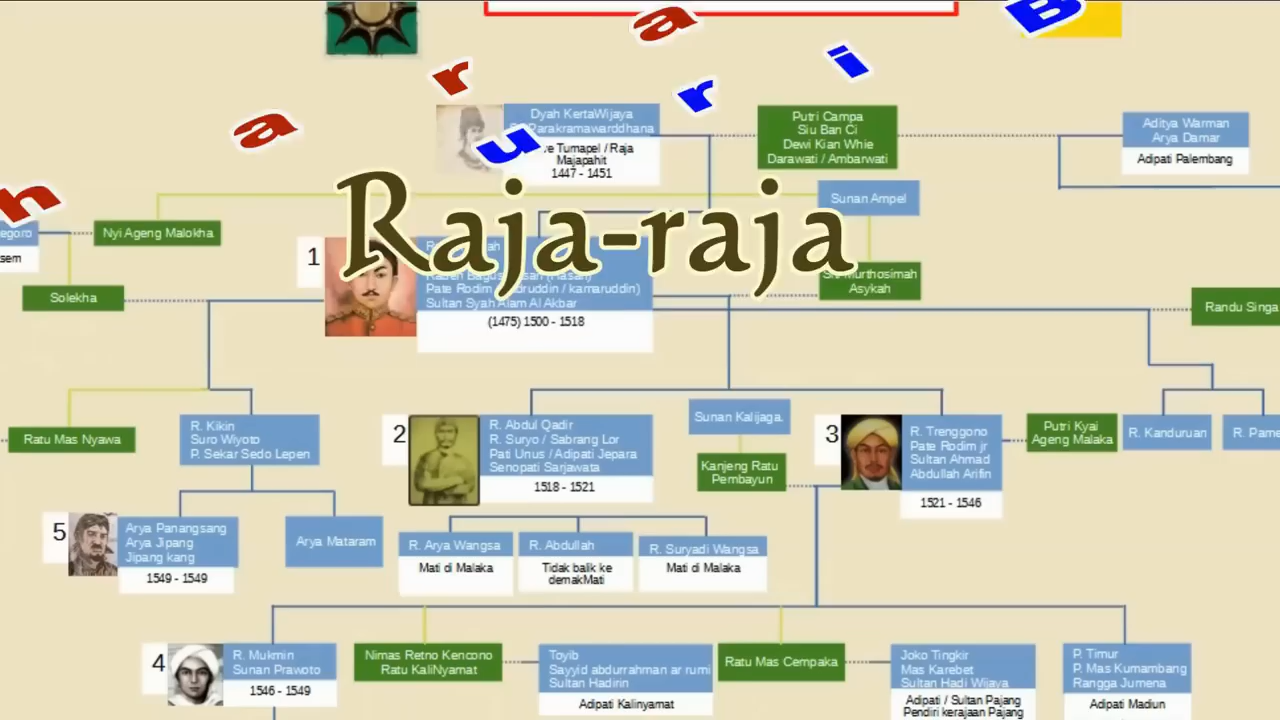 a r a
u r i B
h
Dyah KertaWijaya
Parakramawarddhana
Tumapel / Raja
Majapahit
1447 - 1451
Putri Campa
Siu Ban Ci
Dewi Kian Whie
Darawati / Ambarwati
Aditya Warman
Arya Damar
Adipati Palembang
Raja-raja
Sunan Ampel
Nyi Ageng Malokha
1
Pate Rodim
kamaruddin)
Sultan Syah Alam Al Akbar
(1475) 1500 - 1518
Murthosimah
Asykah
Solekha
Randu Singa
Ratu Mas Nyawa
R. Kikin
Suro Wiyoto
P. Sekar Sedo Lepen
2
R. Abdul Qadir
R. Suryo / Sabrang Lor
Pati Unus / Adipati Jepara
Senopati Sarjawata
1518 - 1521
Sunan Kalijaga
Kanjeng Ratu
Pembayun
3
R. Trenggono
Pate Rodim jr
Sultan Ahmad
Abdullah Arifin
1521 - 1546
Putri Kyai
Ageng Malaka
R. Kanduruan
R. Pame
5
Arya Panangsang
Arya Jipang
Jipang kang
1549 - 1549
Arya Mataram
R. Arya Wangsa
Mati di Malaka
R. Abdullah
Tidak balik ke
demakMati
R. Suryadi Wangsa
Mati di Malaka
4
R. Mukmin
Sunan Prawoto
1546 - 1549
Nimas Retno Kencono
Ratu KaliNyamat
Toyib
Sayyid abdurrahman ar rumi
Sultan Hadirin
Adipati Kalinyamat
Ratu Mas Cempaka
Joko Tingkir
Mas Karebet
Sultan Hadi Wijaya
Adipati / Sultan Pajang
Pendiri kerajaan Pajang
P. Timur
P. Mas Kumambang
Rangga Jumena
Adipati Madiun